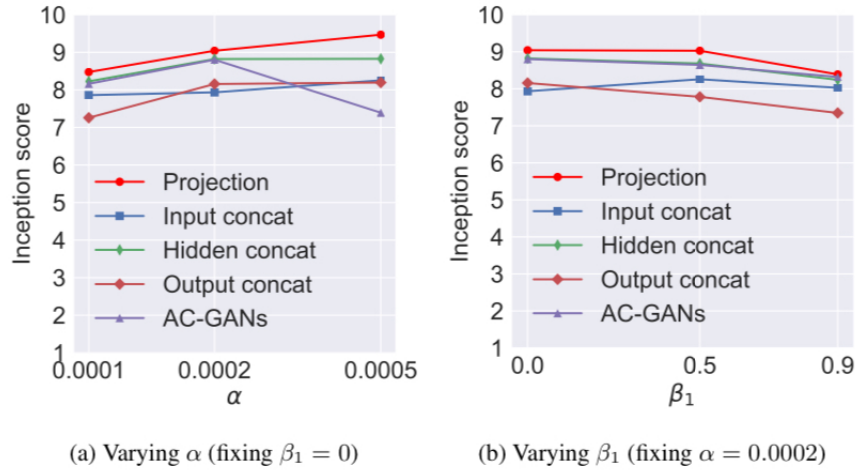 10
9
8
7
6
5
4
3
2
1
Inception score
Projection
Input concat
Hidden concat
Output concat
AC-GANs
0.0001
0.0002
0.0005
α
(a) Varying α (fixing β₁ = 0)
10
9
8
7
6
5
4
3
2
1
Inception score
Projection
Input concat
Hidden concat
Output concat
AC-GANs
0.0
0.5
0.9
β₁
(b) Varying β₁ (fixing α = 0.0002)